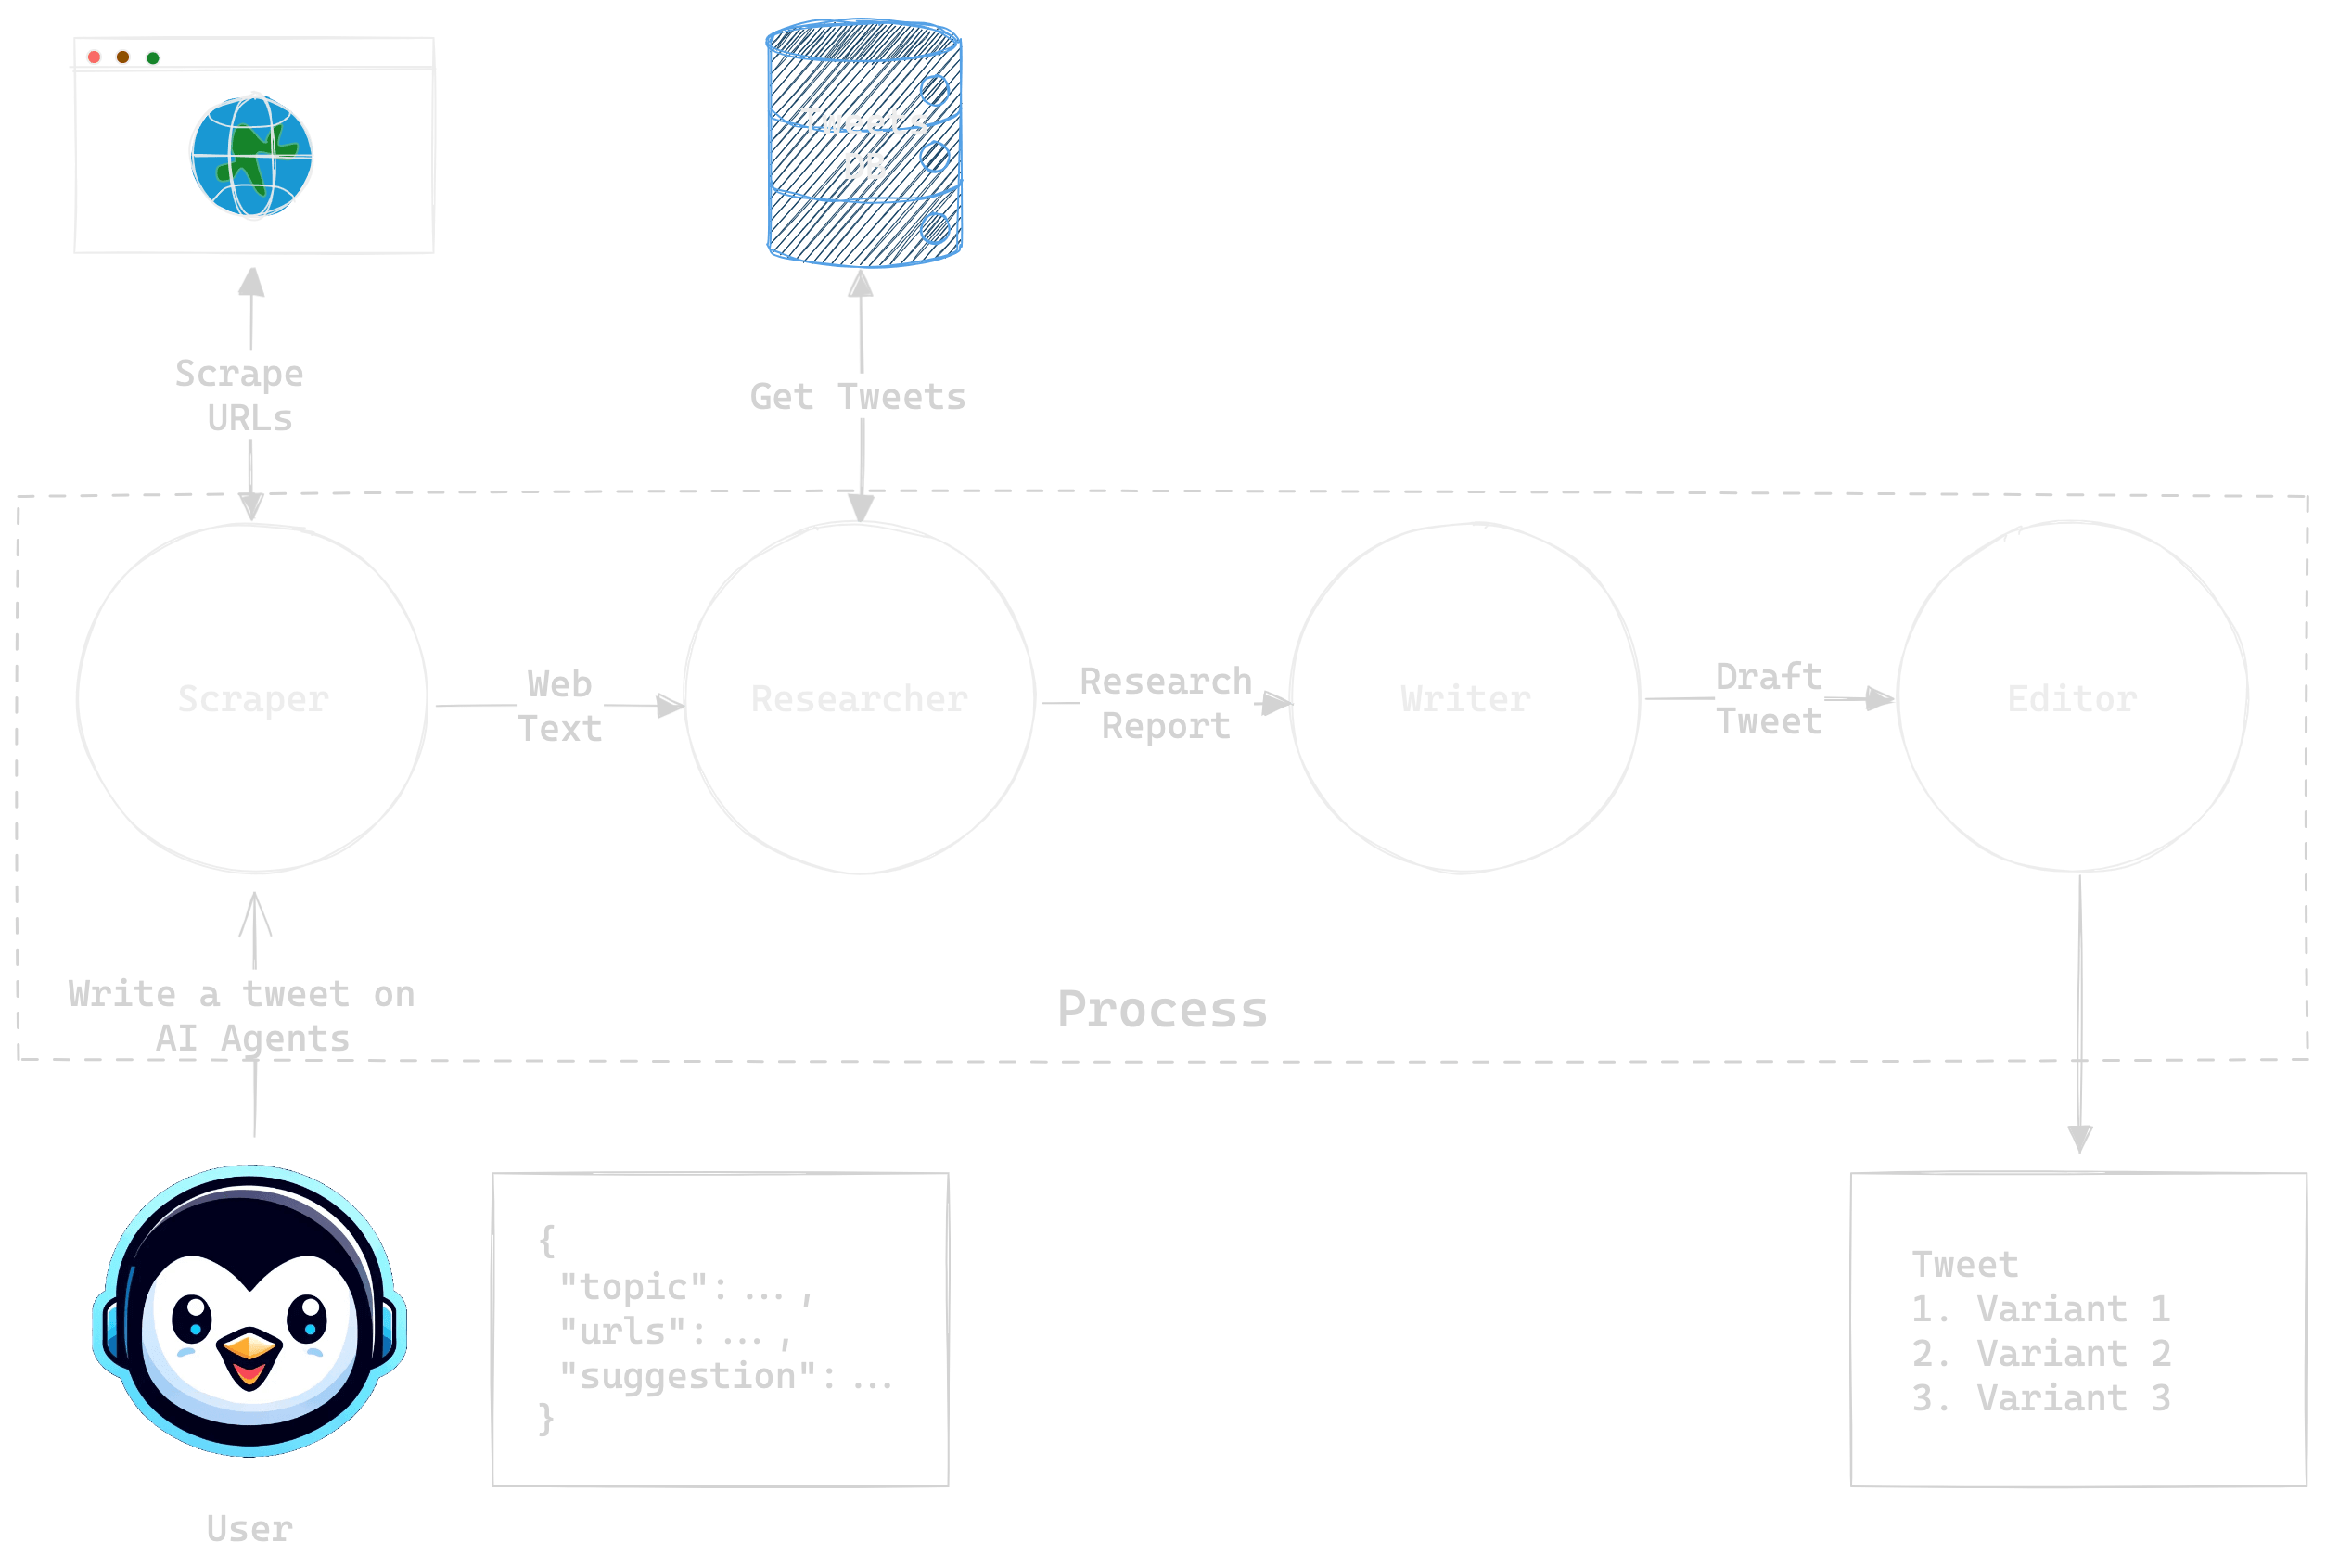 Tweets
DB
Scrape
URLs
Get Tweets
Scraper
Web
Text
Researcher
Research
Report
Writer
Draft
Tweet
Editor
Write a tweet on
AI Agents
Process
{
"topic": ... ,
"urls": ... ,
"suggestion": ...
}
Tweet
1. Variant 1
2. Variant 2
3. Variant 3
User